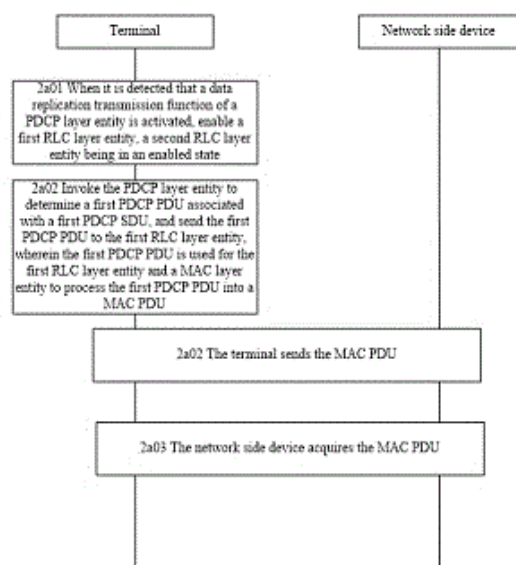 Terminal
Network side device
2a01 When it is detected that a data
replication transmission function of a
PDCP layer entity is activated, enable a
first RLC layer entity, a second RLC layer
entity being in an enabled state
2a02 Invoke the PDCP layer entity to
determine a first PDCP PDU associated
with a first PDCP SDU, and send the first
PDCP PDU to the first RLC layer entity,
wherein the first PDCP PDU is used for the
first RLC layer entity and a MAC layer
entity to process the first PDCP PDU into a
MAC PDU
2a02 The terminal sends the MAC PDU
2a03 The network side device acquires the MAC PDU